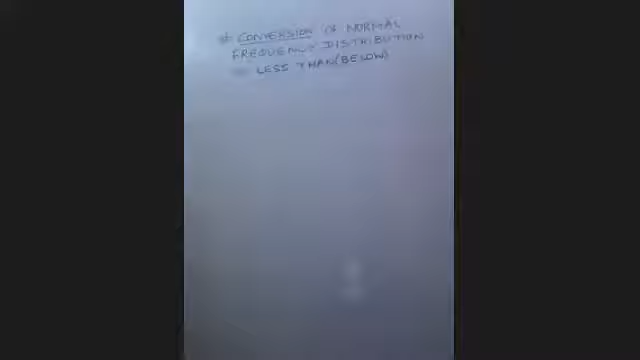 # CONVERSION OF NORMAL
FREQUENCY DISTRIBUTION
LESS THAN (BELOW)